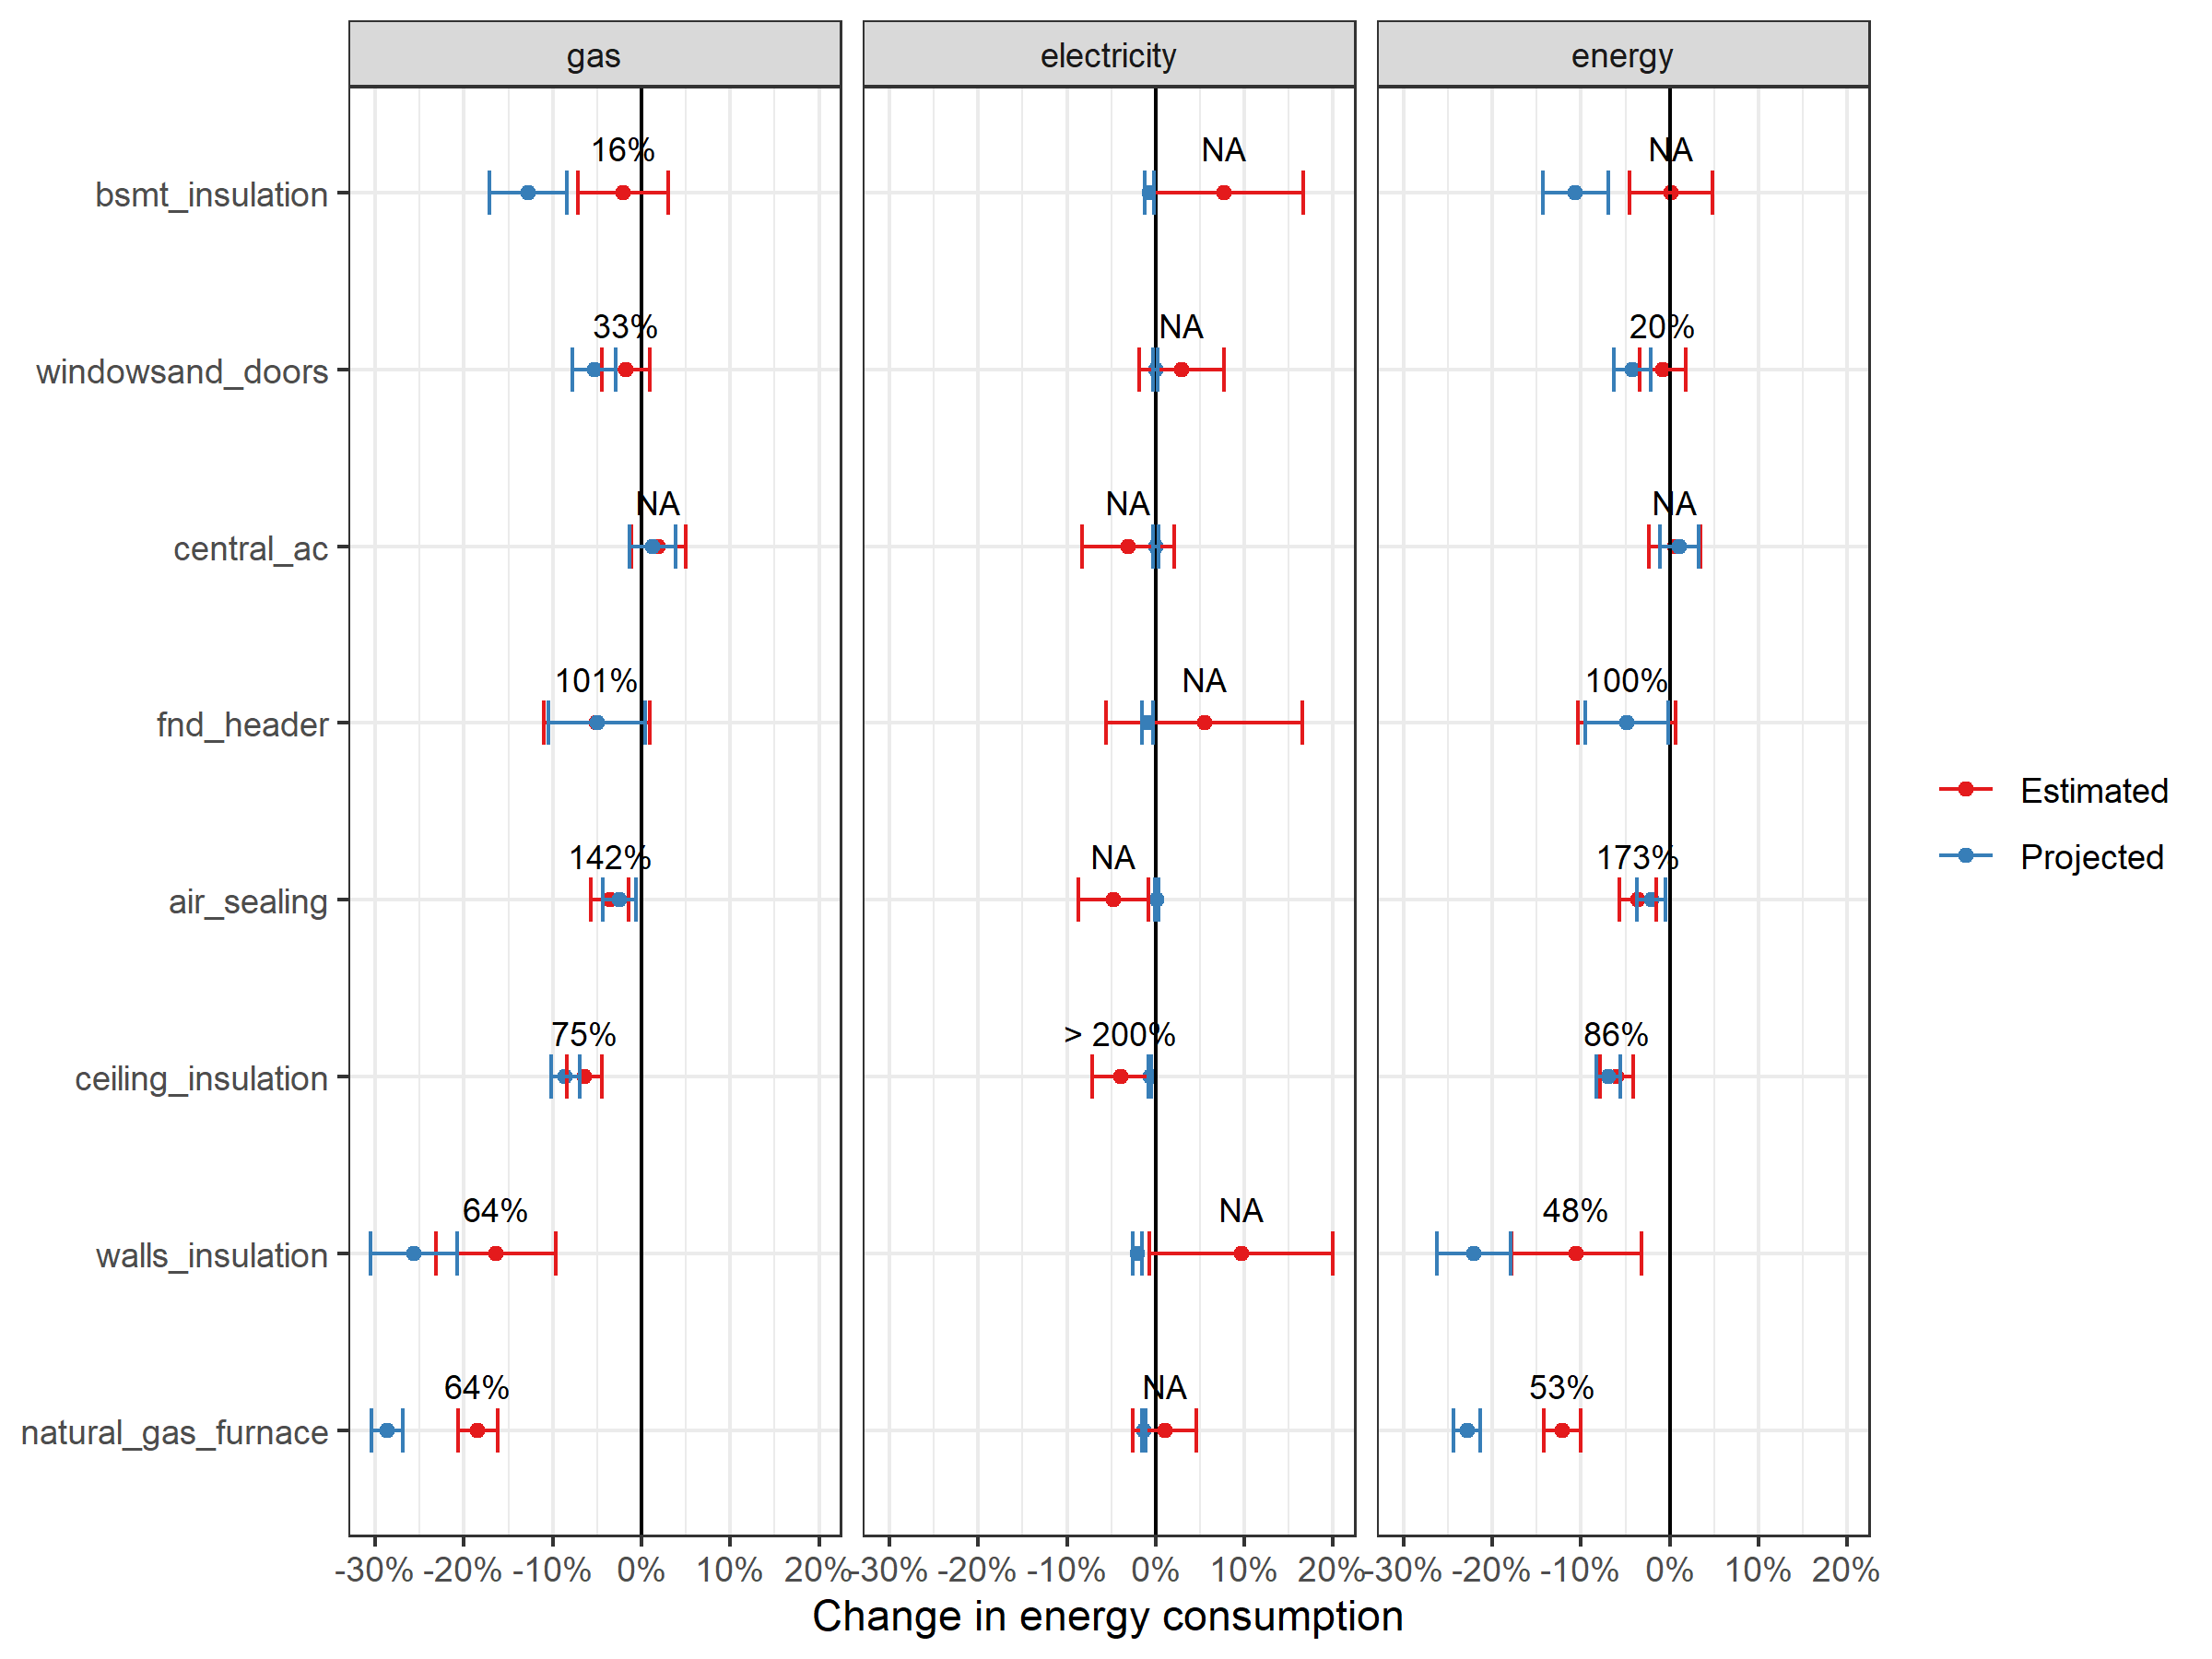 gas electricity energy
bsmt_insulation 16% NA NA
windowsand_doors 33% NA 20%
central_ac NA NA NA
fnd_header 101% NA 100%
air_sealing 142% NA 173%
ceiling_insulation 75% > 200% 86%
walls_insulation 64% NA 48%
natural_gas_furnace 64% NA 53%
-30% -20% -10% 0% 10% 20% -30% -20% -10% 0% 10% 20% -30% -20% -10% 0% 10% 20%
Change in energy consumption
Estimated
Projected